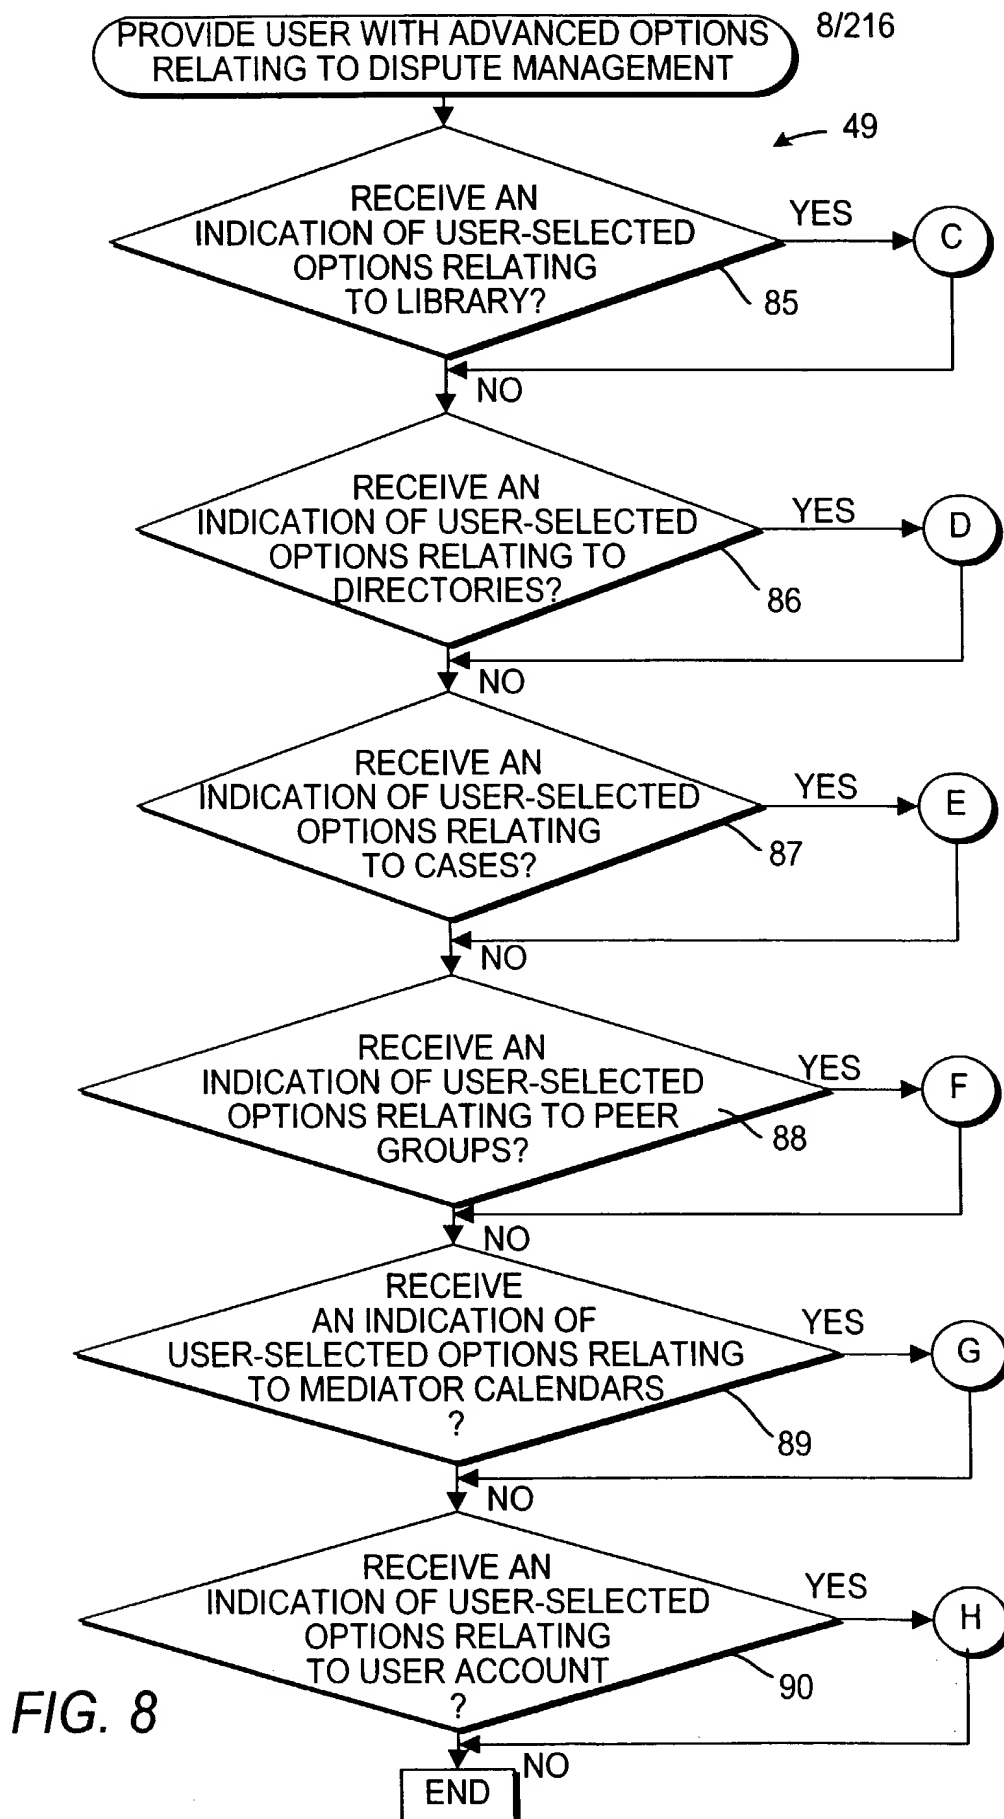 PROVIDE USER WITH ADVANCED OPTIONS
RELATING TO DISPUTE MANAGEMENT
8/216
49
RECEIVE AN
INDICATION OF USER-SELECTED
OPTIONS RELATING
TO LIBRARY?
YES
C
85
NO
RECEIVE AN
INDICATION OF USER-SELECTED
OPTIONS RELATING TO
DIRECTORIES?
YES
D
86
NO
RECEIVE AN
INDICATION OF USER-SELECTED
OPTIONS RELATING
TO CASES?
YES
E
87
NO
RECEIVE AN
INDICATION OF USER-SELECTED
OPTIONS RELATING TO PEER
GROUPS?
YES
F
88
NO
RECEIVE
AN INDICATION OF
USER-SELECTED OPTIONS RELATING
TO MEDIATOR CALENDARS
?
YES
G
89
NO
RECEIVE AN
INDICATION OF USER-SELECTED
OPTIONS RELATING
TO USER ACCOUNT
?
YES
H
90
NO
END
FIG. 8